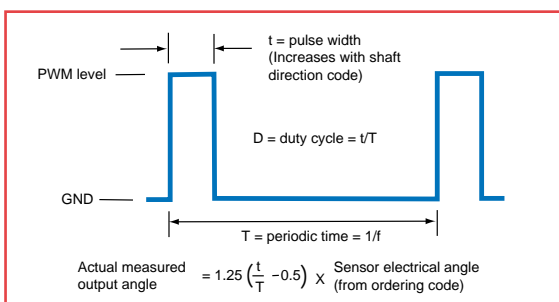 t = pulse width
(Increases with shaft
direction code)
PWM level
D = duty cycle = t/T
GND
T = periodic time = 1/f
Actual measured
output angle
= 1.25 (t/T −0.5) X
Sensor electrical angle
(from ordering code)